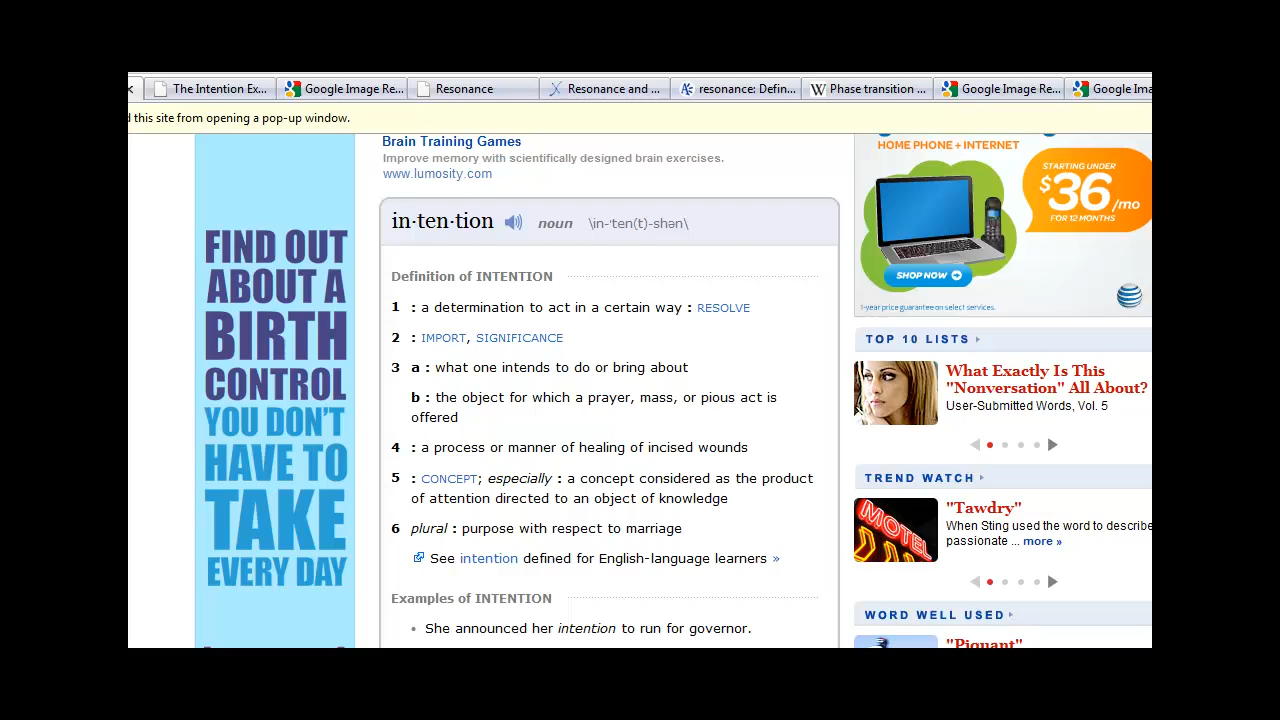 The Intention Ex...
Google Image Re...
Resonance
Resonance and ...
resonance: Defin...
Phase transition ...
Google Image Re...
Google Ima
d this site from opening a pop-up window.
FIND OUT
ABOUT A
BIRTH
CONTROL
YOU DON'T
HAVE TO
TAKE
EVERY DAY
Brain Training Games
Improve memory with scientifically designed brain exercises.
www.lumosity.com
in·ten·tion noun \in-ˈten(t)-shən\
Definition of INTENTION
1 : a determination to act in a certain way : RESOLVE
2 : IMPORT, SIGNIFICANCE
3 a : what one intends to do or bring about
b : the object for which a prayer, mass, or pious act is
offered
4 : a process or manner of healing of incised wounds
5 : CONCEPT; especially : a concept considered as the product
of attention directed to an object of knowledge
6 plural : purpose with respect to marriage
See intention defined for English-language learners »
Examples of INTENTION
• She announced her intention to run for governor.
HOME PHONE + INTERNET
STARTING UNDER
$36/mo
FOR 12 MONTHS
SHOP NOW
1-year price guarantee on select services.
at&t
TOP 10 LISTS
What Exactly Is This
"Nonversation" All About?
User-Submitted Words, Vol. 5
TREND WATCH
MOTEL
"Tawdry"
When Sting used the word to describe
passionate ... more »
WORD WELL USED
"Piquant"